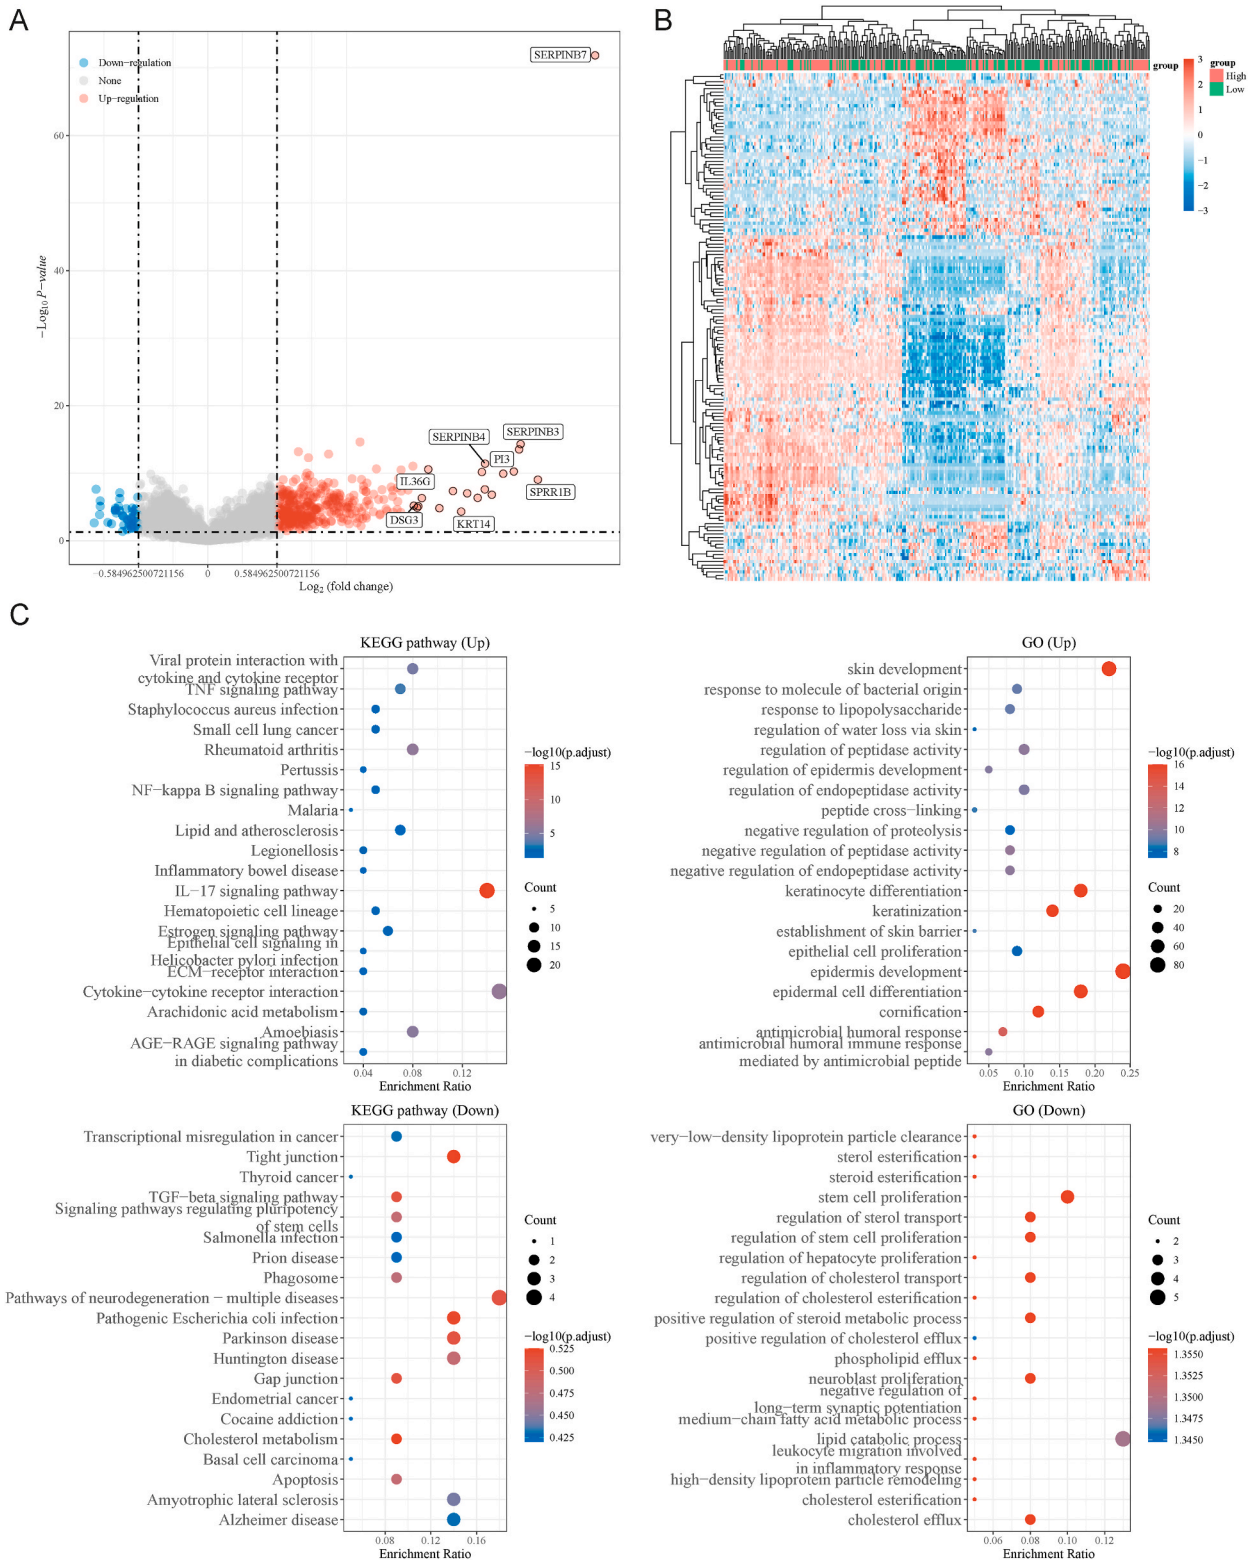 A
Down−regulation
None
Up−regulation
SERPINB7
SERPINB4
SERPINB3
PI3
IL36G
SPRR1B
DSG3
KRT14
60
40
20
0
−Log10 P−value
−0.584962500721156
0
0.584962500721156
Log2 (fold change)
B
group
3
2
1
0
−1
−2
−3
group
High
Low
C
KEGG pathway (Up)
Viral protein interaction with
cytokine and cytokine receptor
TNF signaling pathway
Staphylococcus aureus infection
Small cell lung cancer
Rheumatoid arthritis
Pertussis
NF−kappa B signaling pathway
Malaria
Lipid and atherosclerosis
Legionellosis
Inflammatory bowel disease
IL−17 signaling pathway
Hematopoietic cell lineage
Estrogen signaling pathway
Epithelial cell signaling in
Helicobacter pylori infection
ECM−receptor interaction
Cytokine−cytokine receptor interaction
Arachidonic acid metabolism
Amoebiasis
AGE−RAGE signaling pathway
in diabetic complications
0.04
0.08
0.12
Enrichment Ratio
−log10(p.adjust)
15
10
5
Count
5
10
15
20
GO (Up)
skin development
response to molecule of bacterial origin
response to lipopolysaccharide
regulation of water loss via skin
regulation of peptidase activity
regulation of epidermis development
regulation of endopeptidase activity
peptide cross−linking
negative regulation of proteolysis
negative regulation of peptidase activity
negative regulation of endopeptidase activity
keratinocyte differentiation
keratinization
establishment of skin barrier
epithelial cell proliferation
epidermis development
epidermal cell differentiation
cornification
antimicrobial humoral response
antimicrobial humoral immune response
mediated by antimicrobial peptide
0.05
0.10
0.15
0.20
0.25
Enrichment Ratio
−log10(p.adjust)
16
14
12
10
8
Count
20
40
60
80
KEGG pathway (Down)
Transcriptional misregulation in cancer
Tight junction
Thyroid cancer
TGF−beta signaling pathway
Signaling pathways regulating pluripotency
of stem cells
Salmonella infection
Prion disease
Phagosome
Pathways of neurodegeneration − multiple diseases
Pathogenic Escherichia coli infection
Parkinson disease
Huntington disease
Gap junction
Endometrial cancer
Cocaine addiction
Cholesterol metabolism
Basal cell carcinoma
Apoptosis
Amyotrophic lateral sclerosis
Alzheimer disease
0.08
0.12
0.16
Enrichment Ratio
Count
1
2
3
4
−log10(p.adjust)
0.525
0.500
0.475
0.450
0.425
GO (Down)
very−low−density lipoprotein particle clearance
sterol esterification
steroid esterification
stem cell proliferation
regulation of sterol transport
regulation of stem cell proliferation
regulation of hepatocyte proliferation
regulation of cholesterol transport
regulation of cholesterol esterification
positive regulation of steroid metabolic process
positive regulation of cholesterol efflux
phospholipid efflux
neuroblast proliferation
negative regulation of
long−term synaptic potentiation
medium−chain fatty acid metabolic process
lipid catabolic process
leukocyte migration involved
in inflammatory response
high−density lipoprotein particle remodeling
cholesterol esterification
cholesterol efflux
0.06
0.08
0.10
0.12
Enrichment Ratio
Count
2
3
4
5
−log10(p.adjust)
1.3550
1.3525
1.3500
1.3475
1.3450